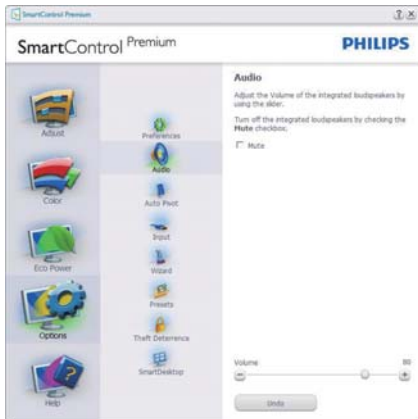 SmartControl Premium
SmartControl Premium
PHILIPS
Adjust
Color
Eco Power
Options
Help
Preferences
Audio
Auto Pivot
Input
Wizard
Presets
Theft Deterrence
SmartDesktop
Audio
Adjust the Volume of the integrated loudspeakers by
using the slider.
Turn off the integrated loudspeakers by checking the
Mute checkbox.
Mute
Volume 80
Undo